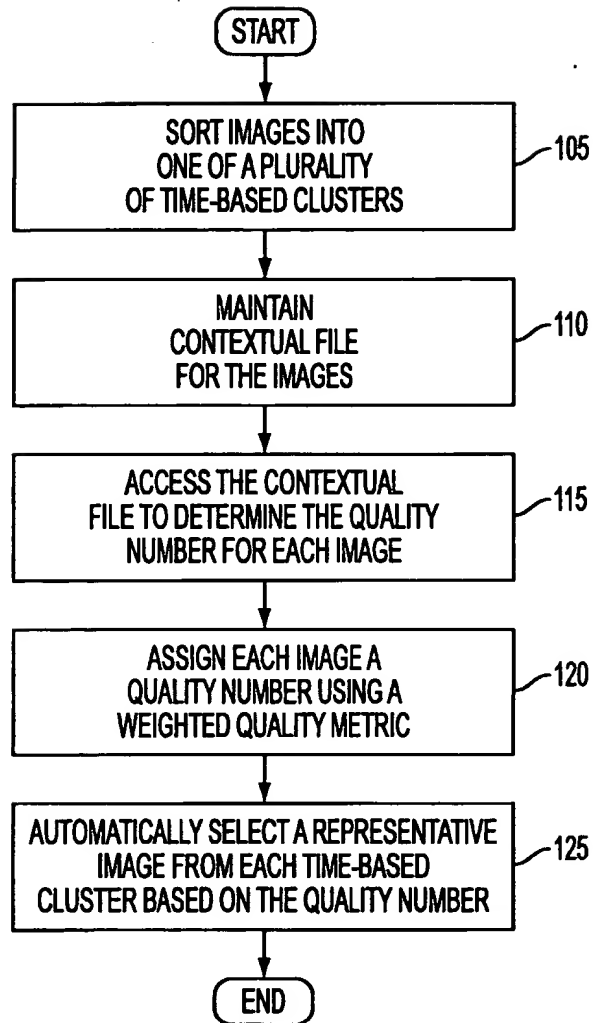 START
SORT IMAGES INTO
ONE OF A PLURALITY
OF TIME-BASED CLUSTERS
105
MAINTAIN
CONTEXTUAL FILE
FOR THE IMAGES
110
ACCESS THE CONTEXTUAL
FILE TO DETERMINE THE QUALITY
NUMBER FOR EACH IMAGE
115
ASSIGN EACH IMAGE A
QUALITY NUMBER USING A
WEIGHTED QUALITY METRIC
120
AUTOMATICALLY SELECT A REPRESENTATIVE
IMAGE FROM EACH TIME-BASED
CLUSTER BASED ON THE QUALITY NUMBER
125
END